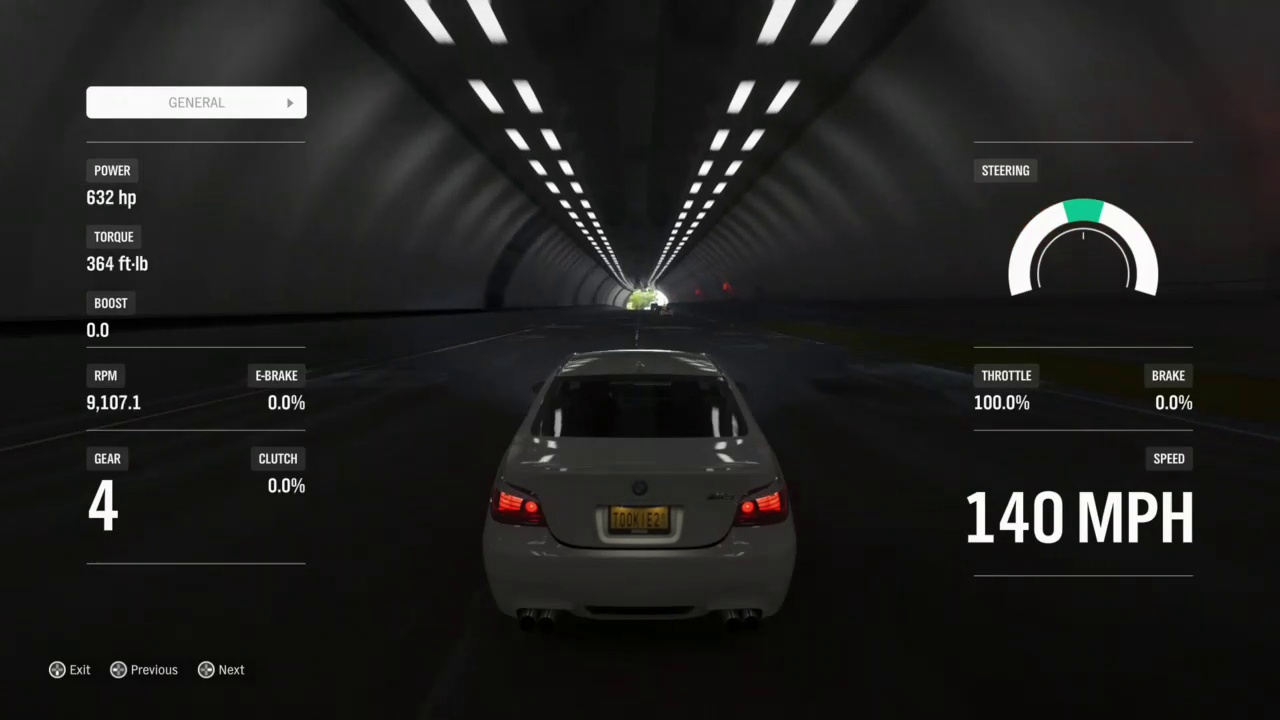 GENERAL
POWER
632 hp
TORQUE
364 ft·lb
BOOST
0.0
RPM
9,107.1
E-BRAKE
0.0%
GEAR
4
CLUTCH
0.0%
STEERING
THROTTLE
100.0%
BRAKE
0.0%
SPEED
140 MPH
TOOKIE2
Exit
Previous
Next